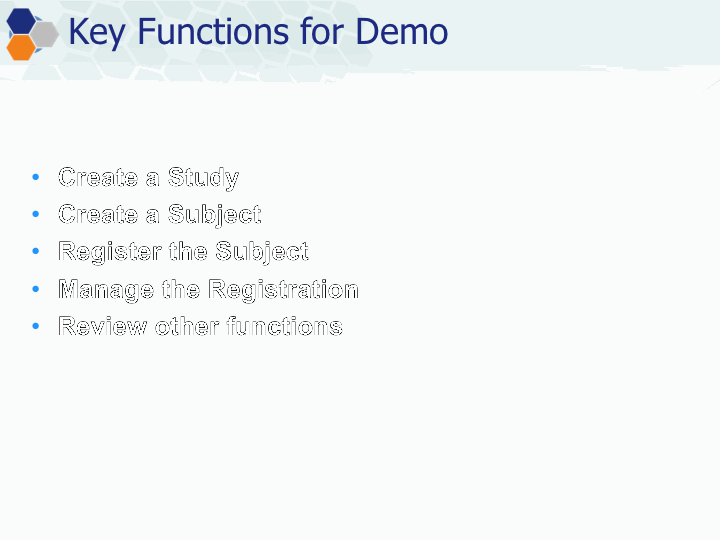 Key Functions for Demo
• Create a Study
• Create a Subject
• Register the Subject
• Manage the Registration
• Review other functions